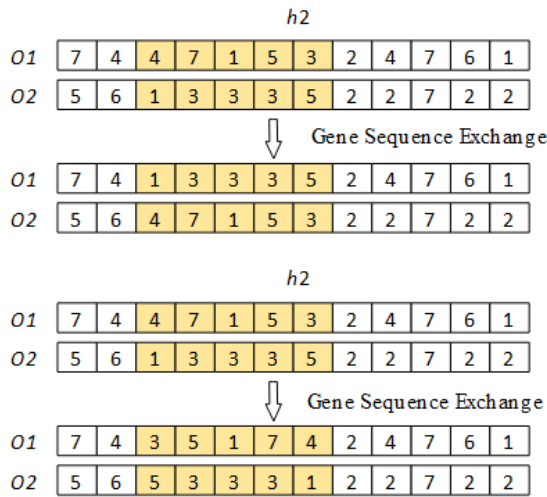 h2
O1 7 4 4 7 1 5 3 2 4 7 6 1
O2 5 6 1 3 3 3 5 2 2 7 2 2
Gene Sequence Exchange
O1 7 4 1 3 3 3 5 2 4 7 6 1
O2 5 6 4 7 1 5 3 2 2 7 2 2
h2
O1 7 4 4 7 1 5 3 2 4 7 6 1
O2 5 6 1 3 3 3 5 2 2 7 2 2
Gene Sequence Exchange
O1 7 4 3 5 1 7 4 2 4 7 6 1
O2 5 6 5 3 3 3 1 2 2 7 2 2